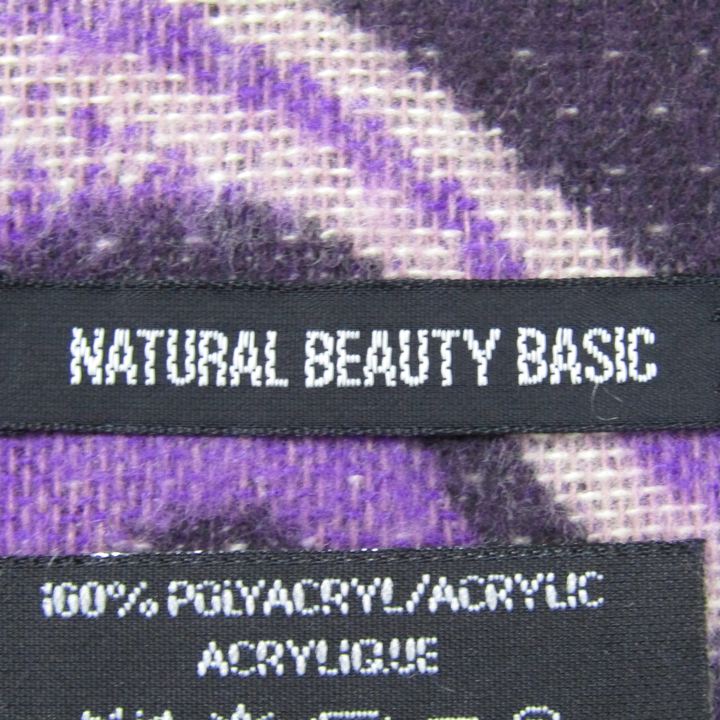 NATURAL BEAUTY BASIC
100% POLYACRYL/ACRYLIC
ACRYLIQUE